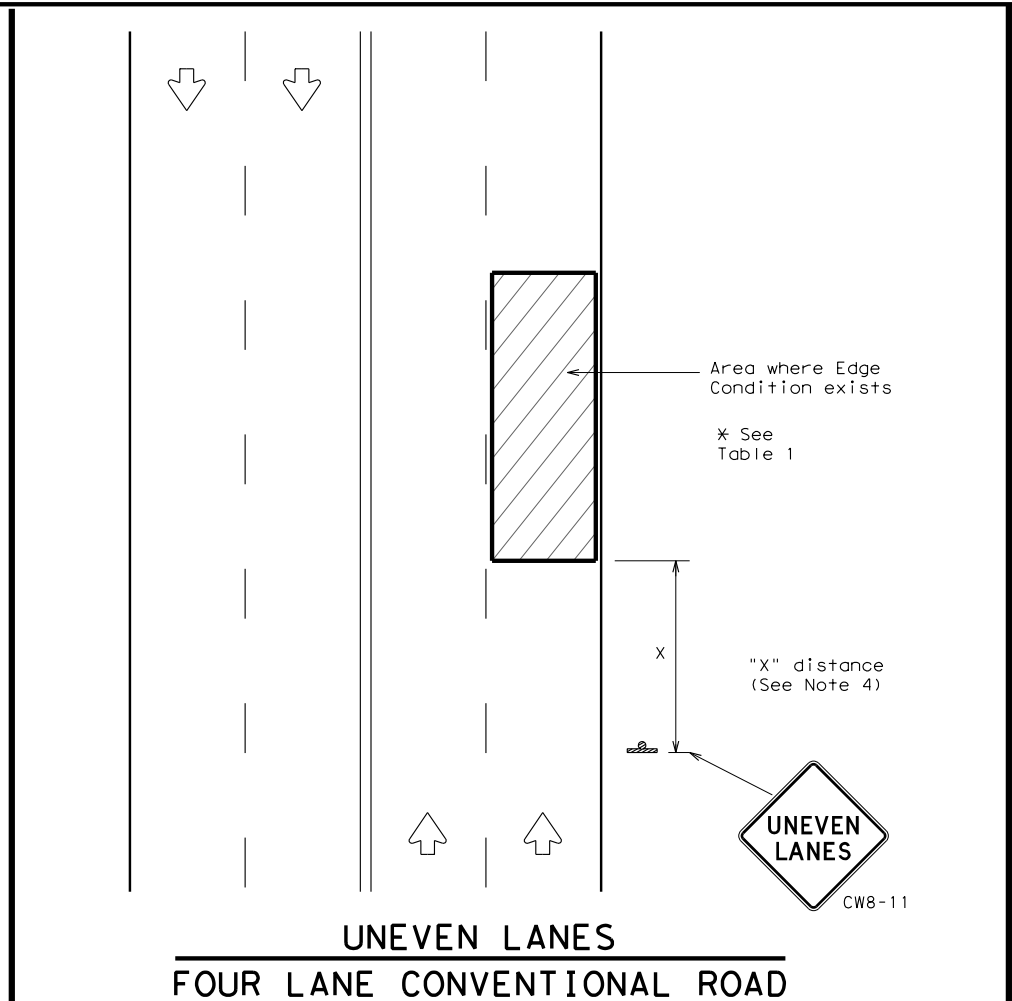 Area where Edge
Condition exists
* See
Table 1
X
"X" distance
(See Note 4)
UNEVEN
LANES
CW8-11
UNEVEN LANES
FOUR LANE CONVENTIONAL ROAD